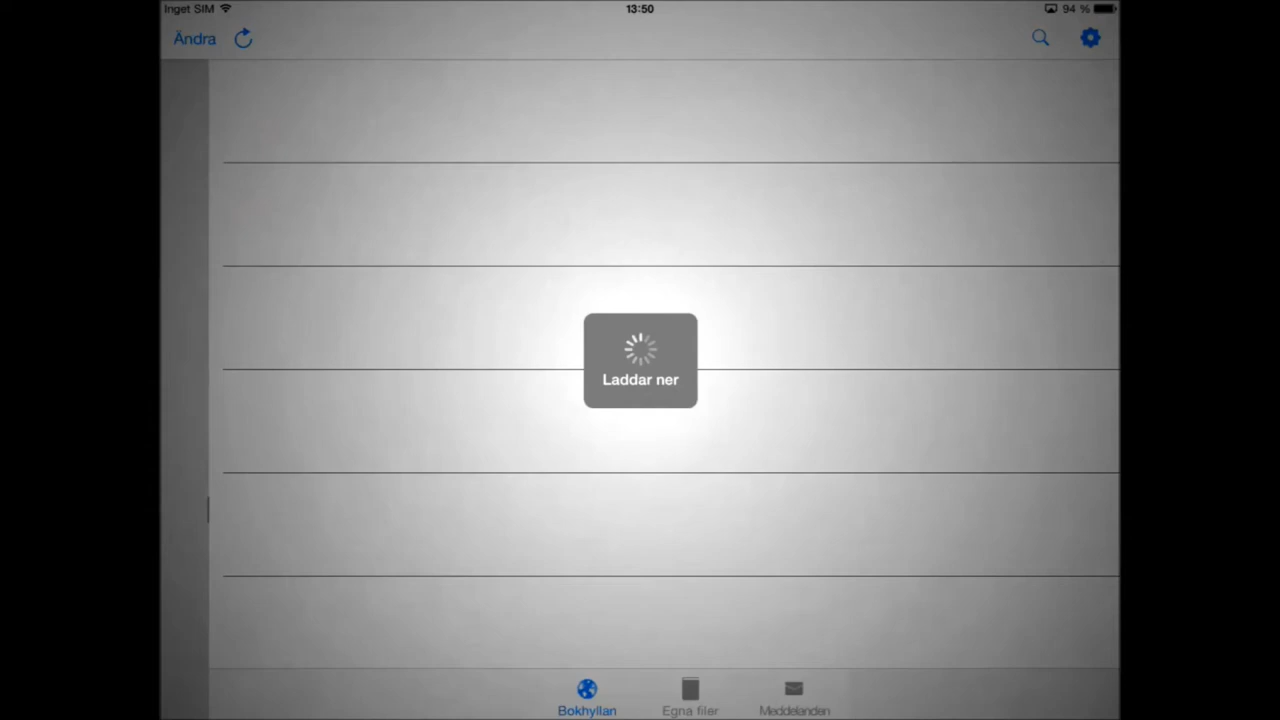 Inget SIM 13:50 94 %
Ändra
Laddar ner
Bokhyllan Egna filer Meddelanden